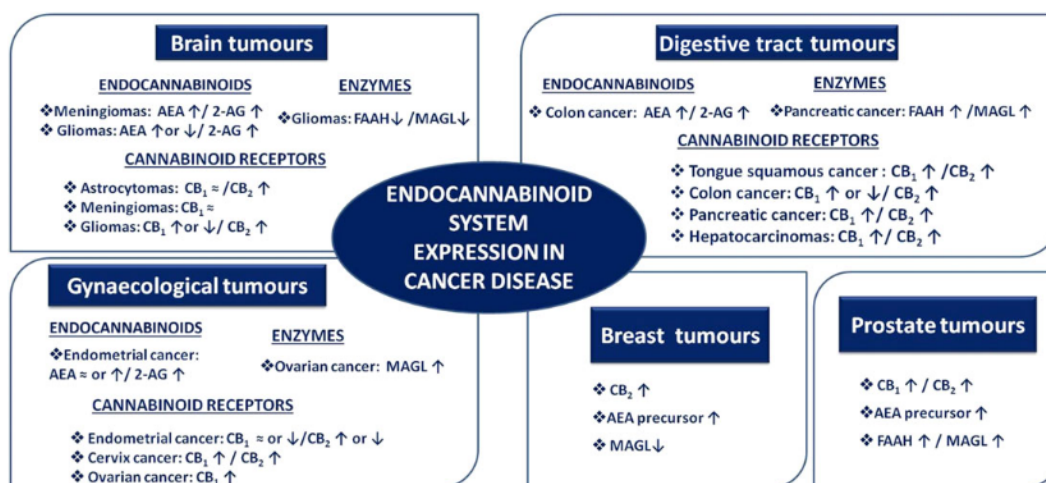 Brain tumours
ENDOCANNABINOIDS
❖Meningiomas: AEA ↑/ 2-AG ↑
❖Gliomas: AEA ↑or ↓/ 2-AG ↑
ENZYMES
❖Gliomas: FAAH↓ /MAGL↓
CANNABINOID RECEPTORS
❖ Astrocytomas: CB₁ ≈ /CB₂ ↑
❖ Meningiomas: CB₁ ≈
❖ Gliomas: CB₁ ↑or ↓/ CB₂ ↑
Digestive tract tumours
ENDOCANNABINOIDS
❖ Colon cancer: AEA ↑/ 2-AG ↑
ENZYMES
❖Pancreatic cancer: FAAH ↑ /MAGL ↑
CANNABINOID RECEPTORS
❖ Tongue squamous cancer : CB₁ ↑ /CB₂ ↑
❖ Colon cancer: CB₁ ↑ or ↓/ CB₂ ↑
❖ Pancreatic cancer: CB₁ ↑/ CB₂ ↑
❖ Hepatocarcinomas: CB₁ ↑/ CB₂ ↑
ENDOCANNABINOID
SYSTEM
EXPRESSION IN
CANCER DISEASE
Gynaecological tumours
ENDOCANNABINOIDS
❖Endometrial cancer:
AEA ≈ or ↑/ 2-AG ↑
ENZYMES
❖Ovarian cancer: MAGL ↑
CANNABINOID RECEPTORS
❖ Endometrial cancer: CB₁ ≈ or ↓/CB₂ ↑ or ↓
❖ Cervix cancer: CB₁ ↑ / CB₂ ↑
❖ Ovarian cancer: CB₁ ↑
Breast tumours
❖ CB₂ ↑
❖ AEA precursor ↑
❖ MAGL↓
Prostate tumours
❖ CB₁ ↑ / CB₂ ↑
❖ AEA precursor ↑
❖ FAAH ↑ / MAGL ↑